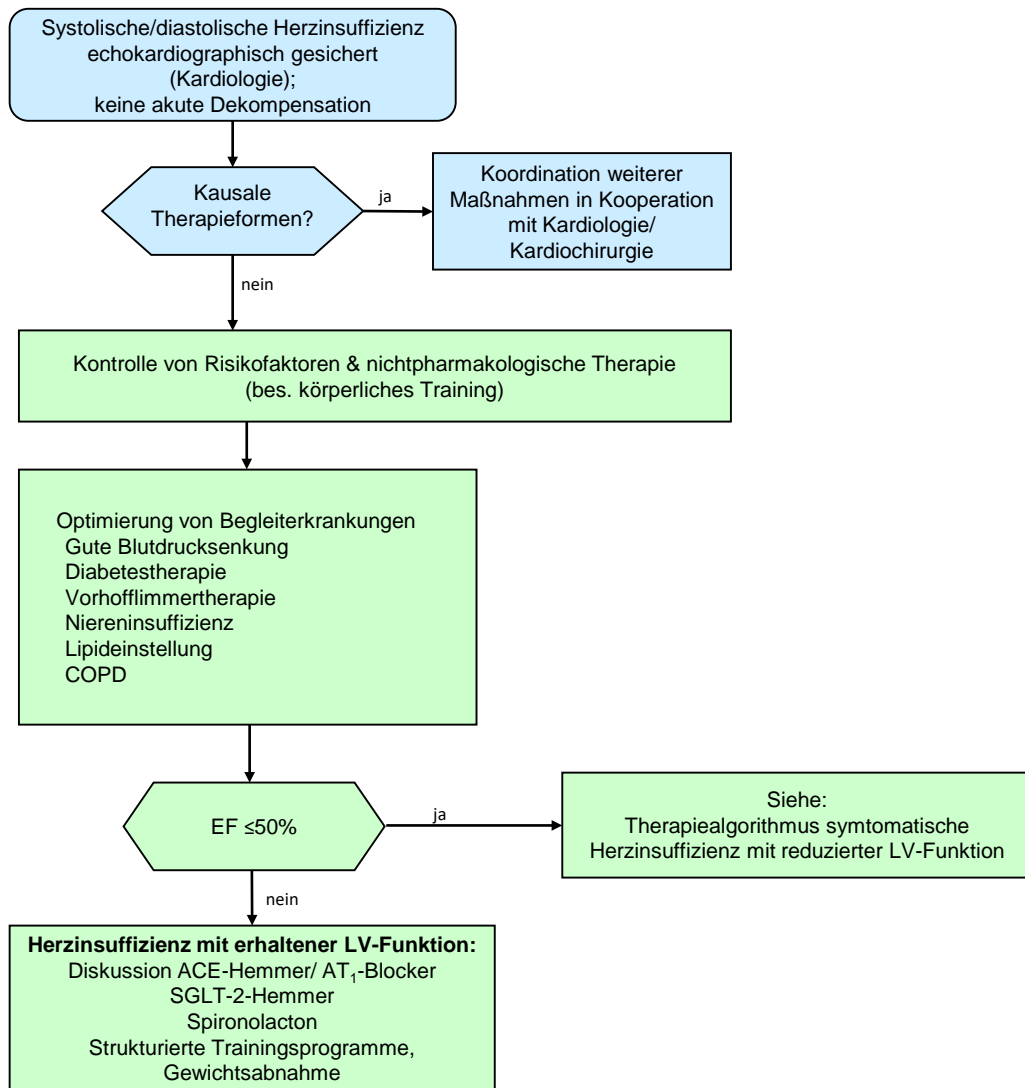 Systolische/diastolische Herzinsuffizienz
echokardiographisch gesichert
(Kardiologie);
keine akute Dekompensation
Kausale
Therapieformen?
ja
Koordination weiterer
Maßnahmen in Kooperation
mit Kardiologie/
Kardiochirurgie
nein
Kontrolle von Risikofaktoren & nichtpharmakologische Therapie
(bes. körperliches Training)
Optimierung von Begleiterkrankungen
Gute Blutdrucksenkung
Diabetestherapie
Vorhofflimmertherapie
Niereninsuffizienz
Lipideinstellung
COPD
EF ≤50%
ja
Siehe:
Therapiealgorithmus symtomatische
Herzinsuffizienz mit reduzierter LV-Funktion
nein
Herzinsuffizienz mit erhaltener LV-Funktion:
Diskussion ACE-Hemmer/ AT₁-Blocker
SGLT-2-Hemmer
Spironolacton
Strukturierte Trainingsprogramme,
Gewichtsabnahme